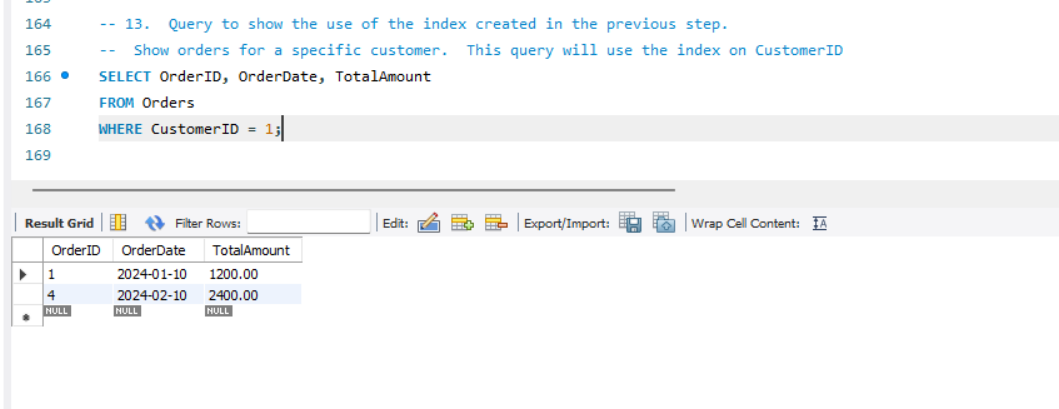 164 -- 13.  Query to show the use of the index created in the previous step.
165 --  Show orders for a specific customer.  This query will use the index on CustomerID
166 SELECT OrderID, OrderDate, TotalAmount
167 FROM Orders
168 WHERE CustomerID = 1;
169
Result Grid Filter Rows: Edit: Export/Import: Wrap Cell Content: IA
OrderID OrderDate TotalAmount
1 2024-01-10 1200.00
4 2024-02-10 2400.00
NULL NULL NULL